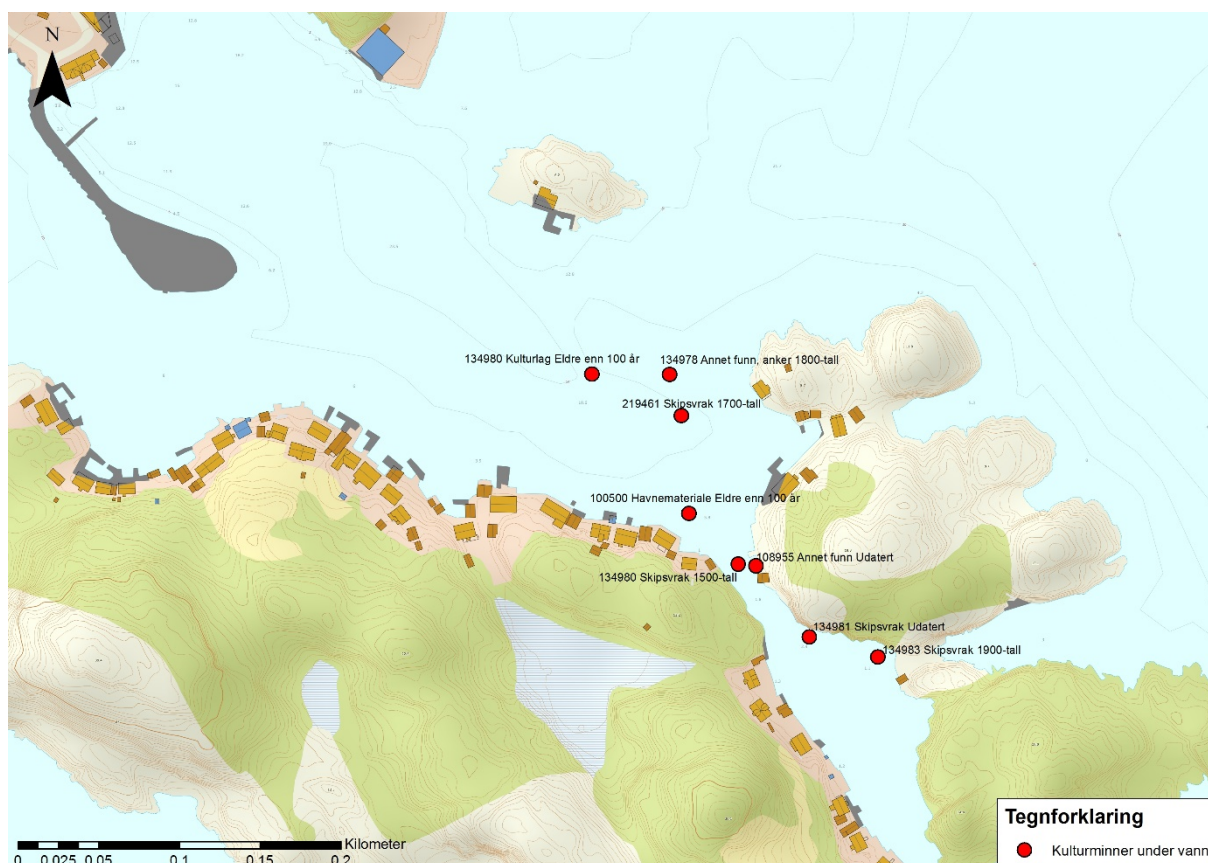 N
134980 Kulturlag Eldre enn 100 år
134978 Annet funn, anker 1800-tall
219461 Skipsvrak 1700-tall
100500 Havnemateriale Eldre enn 100 år
108955 Annet funn Udatert
134980 Skipsvrak 1500-tall
134981 Skipsvrak Udatert
134983 Skipsvrak 1900-tall
Tegnforklaring
Kulturminner under vann
Kilometer
0 0.025 0.05 0.1 0.15 0.2